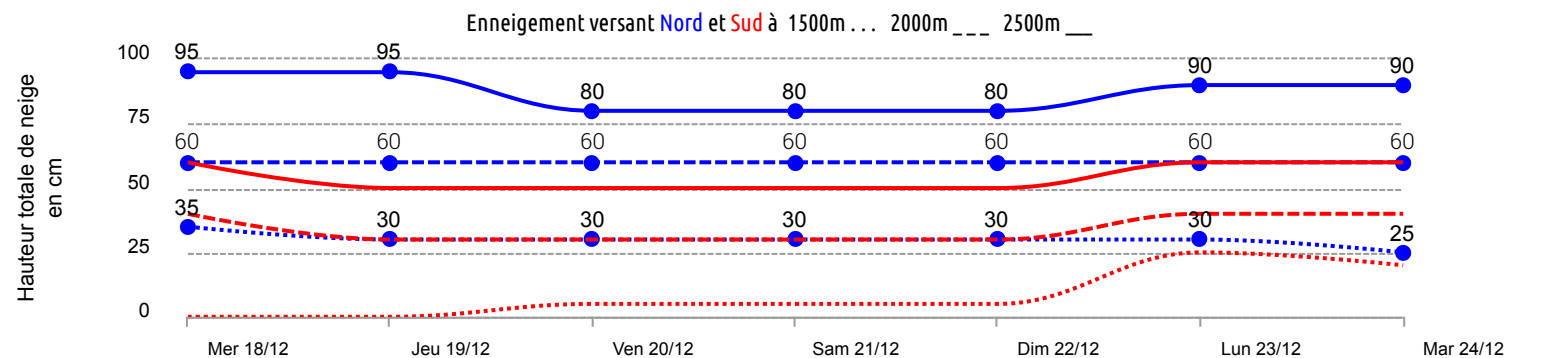 Enneigement versant Nord et Sud à 1500m . . . 2000m _ _ _ 2500m __
Hauteur totale de neige
en cm
100
75
50
25
0
95 95 80 80 80 90 90
60 60 60 60 60 60 60
35 30 30 30 30 30 25
Mer 18/12 Jeu 19/12 Ven 20/12 Sam 21/12 Dim 22/12 Lun 23/12 Mar 24/12